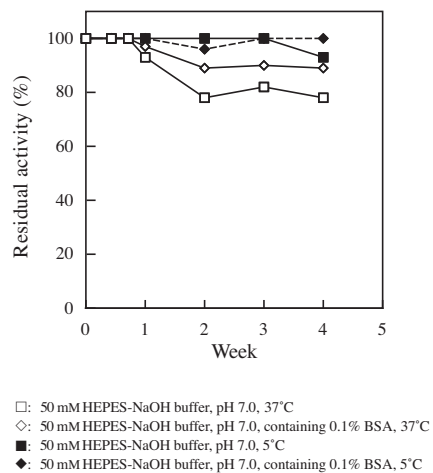 100
80
60
40
20
0
Residual activity (%)
0 1 2 3 4 5
Week
□: 50 mM HEPES-NaOH buffer, pH 7.0, 37˚C
◇: 50 mM HEPES-NaOH buffer, pH 7.0, containing 0.1% BSA, 37˚C
■: 50 mM HEPES-NaOH buffer, pH 7.0, 5˚C
◆: 50 mM HEPES-NaOH buffer, pH 7.0, containing 0.1% BSA, 5˚C